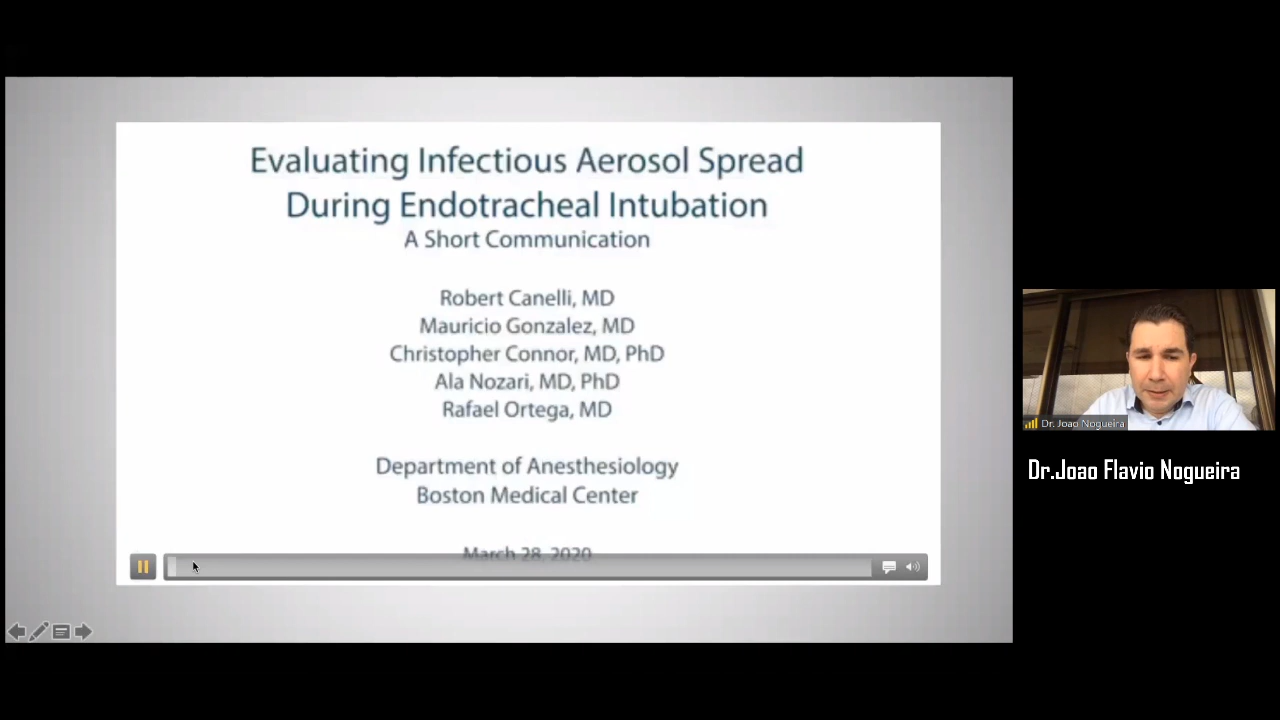 Evaluating Infectious Aerosol Spread
During Endotracheal Intubation
A Short Communication
Robert Canelli, MD
Mauricio Gonzalez, MD
Christopher Connor, MD, PhD
Ala Nozari, MD, PhD
Rafael Ortega, MD
Department of Anesthesiology
Boston Medical Center
March 28, 2020
Dr. Joao Nogueira
Dr.Joao Flavio Nogueira